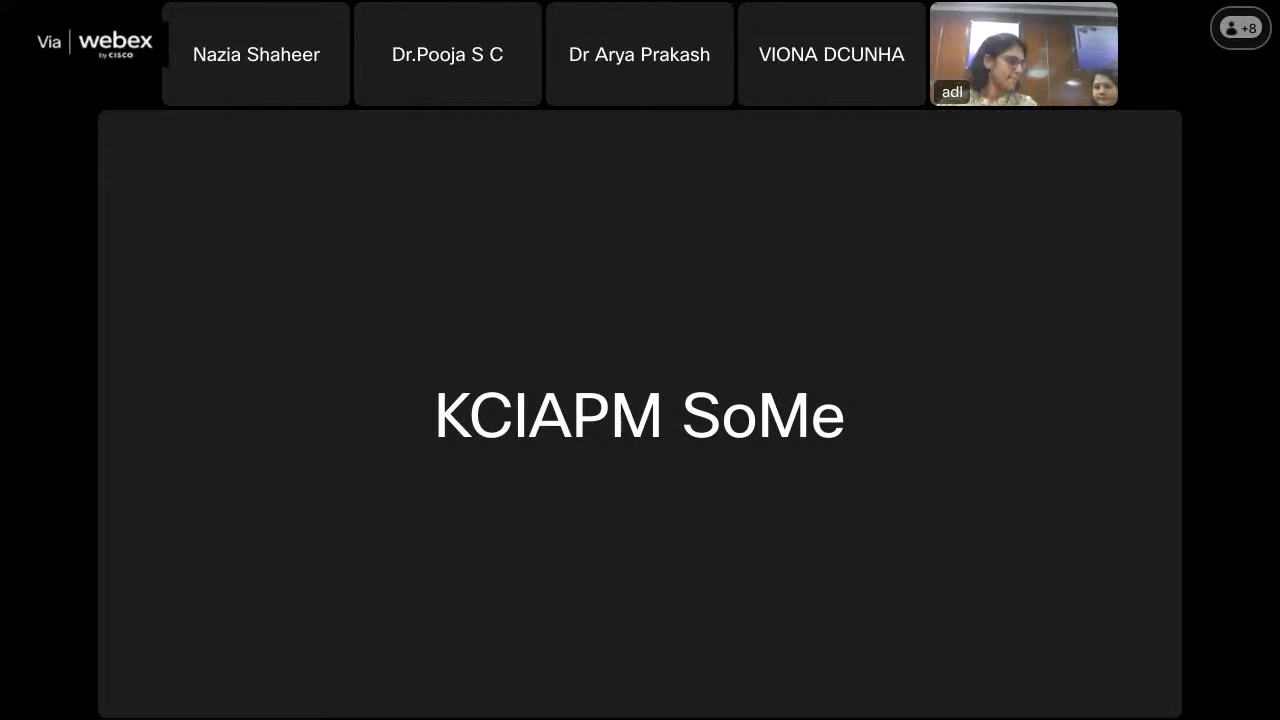 Via | webex
by CISCO
Nazia Shaheer
Dr.Pooja S C
Dr Arya Prakash
VIONA DCUNHA
adl
+8
KCIAPM SoMe